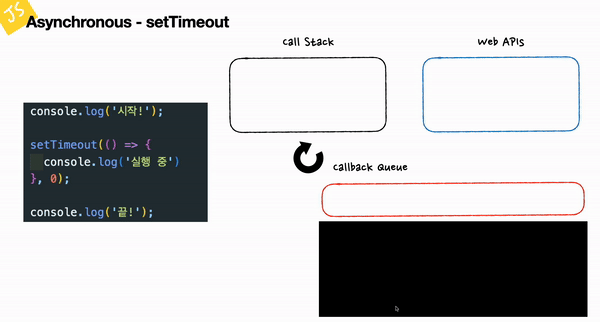 JS
Asynchronous - setTimeout
Call Stack
Web APIs
console.log('시작!');
setTimeout(() => {
console.log('실행 중')
}, 0);
console.log('끝!');
Callback Queue